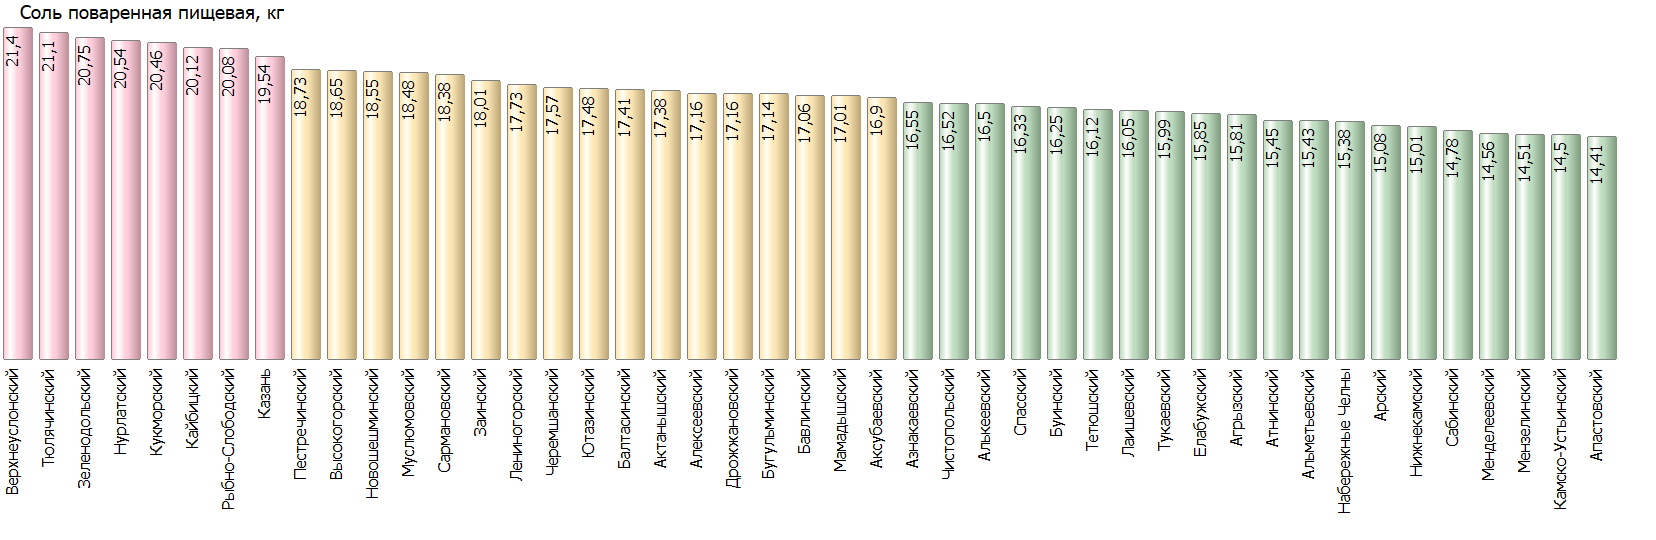 Соль поваренная пищевая, кг
21,4
21,1
20,75
20,54
20,46
20,12
20,08
19,54
18,73
18,65
18,55
18,48
18,38
18,01
17,73
17,57
17,48
17,41
17,38
17,16
17,16
17,14
17,06
17,01
16,9
16,55
16,52
16,5
16,33
16,25
16,12
16,05
15,99
15,85
15,81
15,45
15,43
15,38
15,08
15,01
14,78
14,56
14,51
14,5
14,41
Верхнеуслонский
Тюлячинский
Зеленодольский
Нурлатский
Кукморский
Кайбицкий
Рыбно-Слободский
Казань
Пестречинский
Высокогорский
Новошешминский
Муслюмовский
Сармановский
Заинский
Лениногорский
Черемшанский
Ютазинский
Балтасинский
Актанышский
Алексеевский
Дрожжановский
Бугульминский
Бавлинский
Мамадышский
Аксубаевский
Азнакаевский
Чистопольский
Алькеевский
Спасский
Буинский
Тетюшский
Лаишевский
Тукаевский
Елабужский
Агрызский
Атнинский
Альметьевский
Набережные Челны
Арский
Нижнекамский
Сабинский
Менделеевский
Мензелинский
Камско-Устьинский
Апастовский